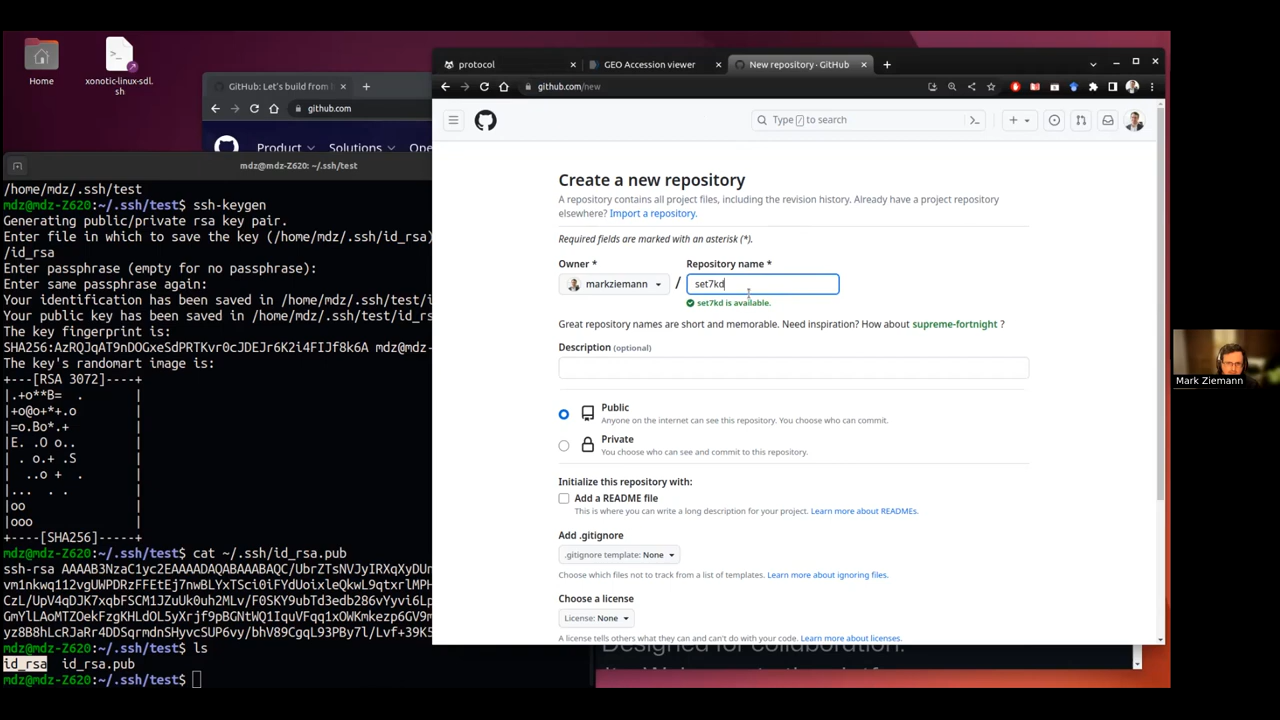 Home
xonotic-linux-sdl.
sh
GitHub: Let's build from
github.com
Product
Solutions
protocol
GEO Accession viewer
New repository · GitHub
github.com/new
Type / to search
Create a new repository
A repository contains all project files, including the revision history. Already have a project repository
elsewhere? Import a repository.
Required fields are marked with an asterisk (*).
Owner *
Repository name *
markziemann
/
set7kd
set7kd is available.
Great repository names are short and memorable. Need inspiration? How about supreme-fortnight ?
Description (optional)
Public
Anyone on the internet can see this repository. You choose who can commit.
Private
You choose who can see and commit to this repository.
Initialize this repository with:
Add a README file
This is where you can write a long description for your project. Learn more about READMEs.
Add .gitignore
.gitignore template: None
Choose which files not to track from a list of templates. Learn more about ignoring files.
Choose a license
License: None
A license tells others what they can and can't do with your code. Learn more about licenses.
mdz@mdz-Z620: ~/.ssh/test
/home/mdz/.ssh/test
mdz@mdz-Z620:~/.ssh/test$ ssh-keygen
Generating public/private rsa key pair.
Enter file in which to save the key (/home/mdz/.ssh/id_rsa)
/id_rsa
Enter passphrase (empty for no passphrase):
Enter same passphrase again:
Your identification has been saved in /home/mdz/.ssh/test/i
Your public key has been saved in /home/mdz/.ssh/test/id_rs
The key fingerprint is:
The key's randomart image is:
+---[RSA 3072]----+
|.+o**B= .        |
|+o@o+*+.o        |
|=o.Bo*.+         |
|E. .O o..        |
| . o.+ .S        |
|  ..o + .        |
|... . .          |
|oo               |
|ooo              |
+----[SHA256]-----+
mdz@mdz-Z620:~/.ssh/test$ cat ~/.ssh/id_rsa.pub
mdz@mdz-Z620:~/.ssh/test$ ls
id_rsa id_rsa.pub
mdz@mdz-Z620:~/.ssh/test$
Mark Ziemann